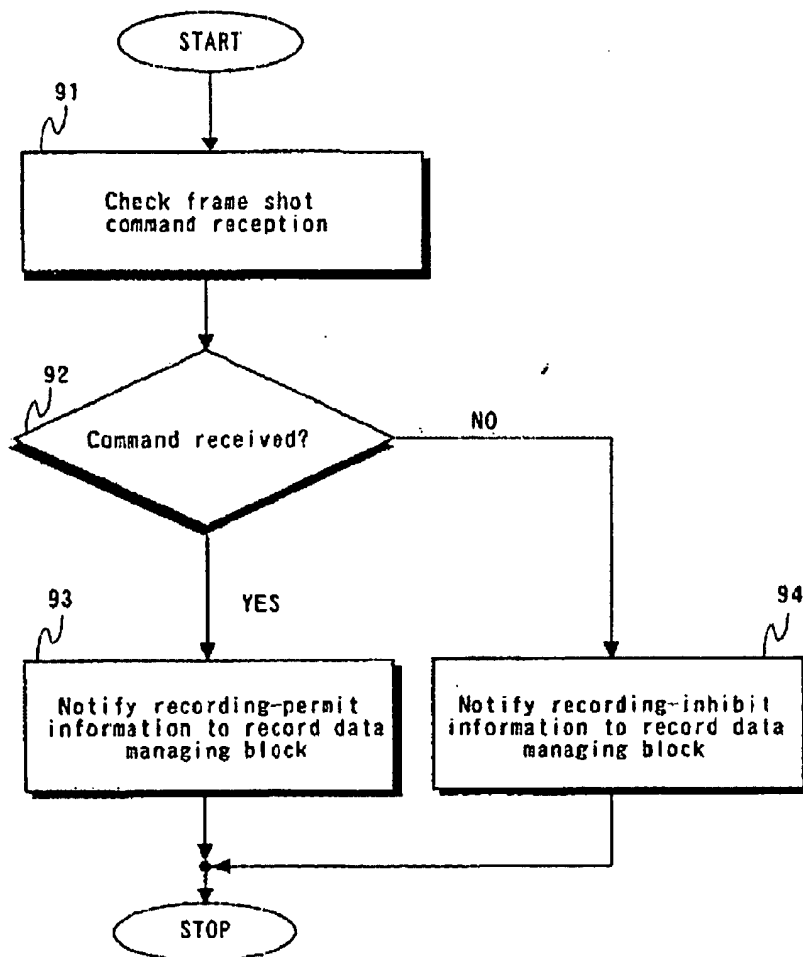 START
91
Check frame shot
command reception
92
Command received?
NO
YES
93
Notify recording-permit
information to record data
managing block
94
Notify recording-inhibit
information to record data
managing block
STOP